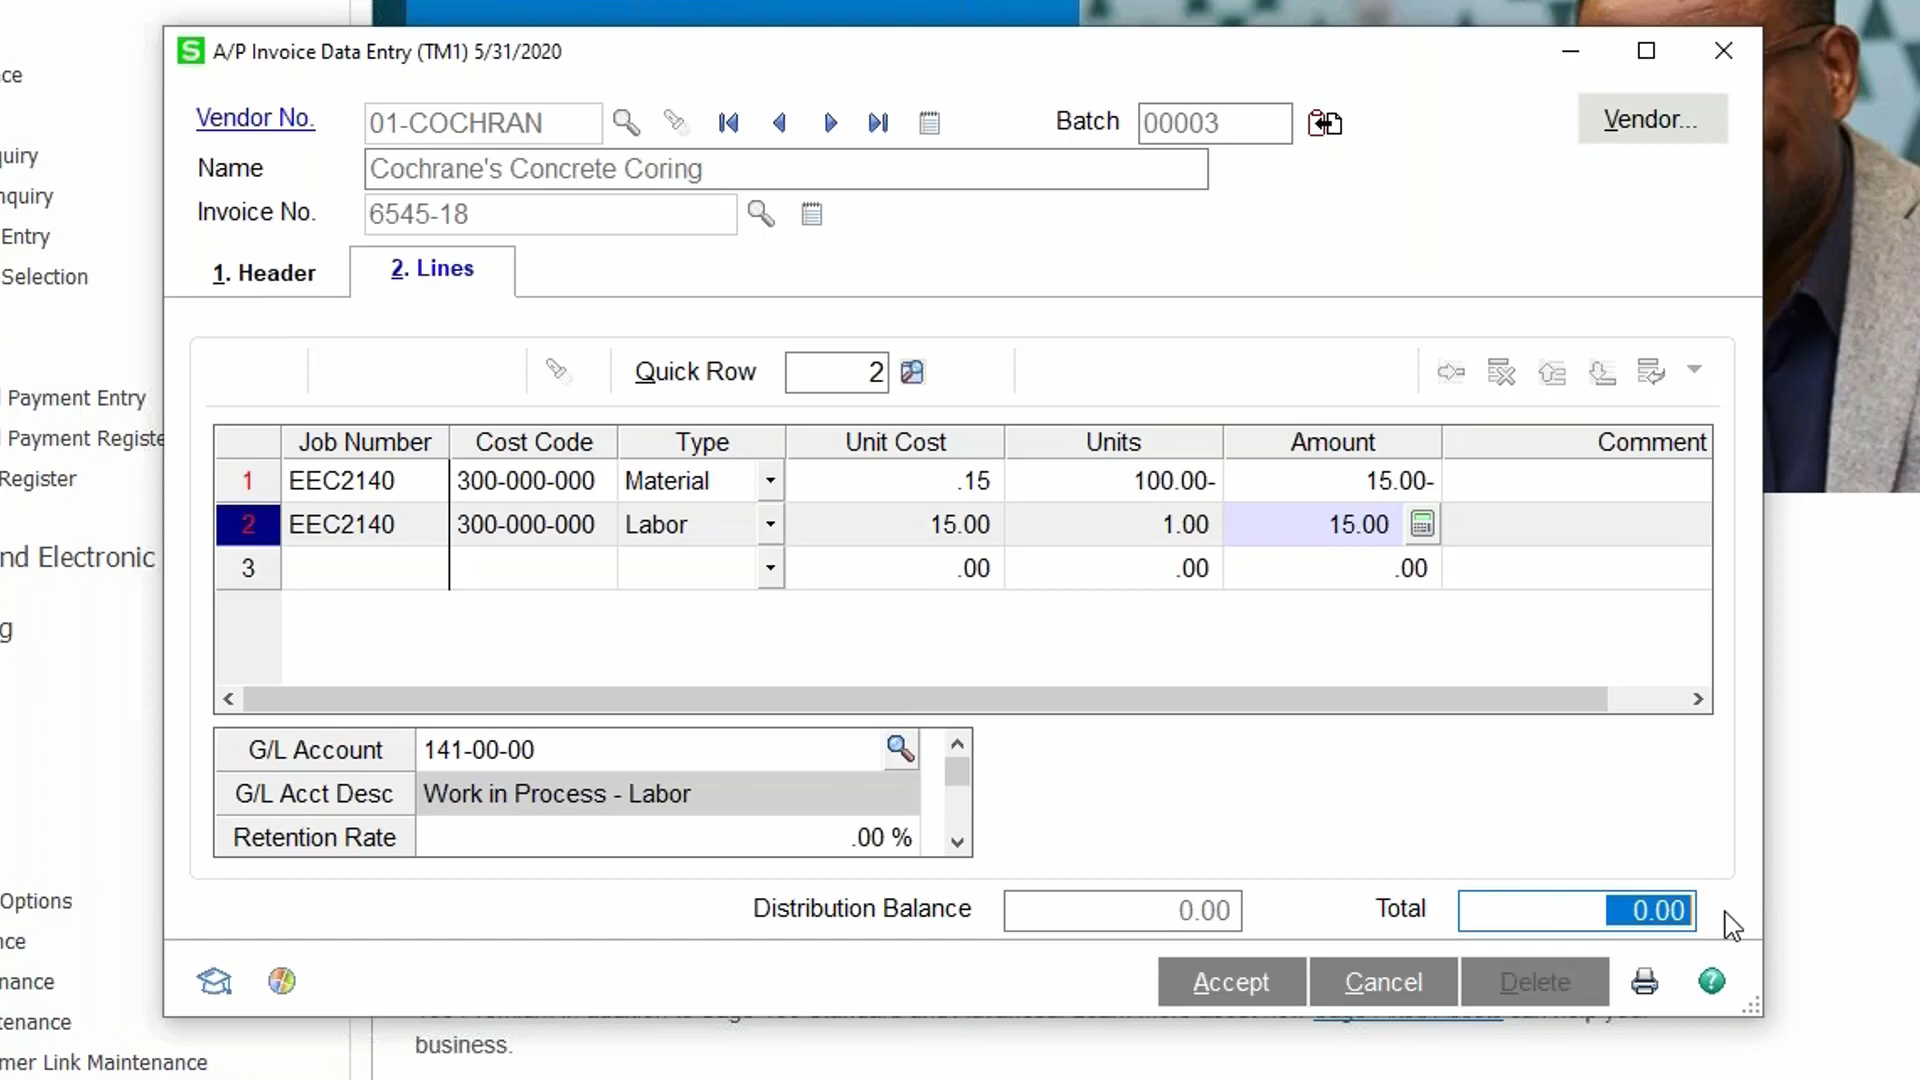 A/P Invoice Data Entry (TM1) 5/31/2020
Vendor No. 01-COCHRAN Batch 00003 Vendor...
Name Cochrane's Concrete Coring
Invoice No. 6545-18
1. Header 2. Lines
Quick Row 2
Job Number Cost Code Type Unit Cost Units Amount Comment
1 EEC2140 300-000-000 Material .15 100.00- 15.00-
2 EEC2140 300-000-000 Labor 15.00 1.00 15.00
3 .00 .00 .00
G/L Account 141-00-00
G/L Acct Desc Work in Process - Labor
Retention Rate .00 %
Distribution Balance 0.00 Total 0.00
Accept Cancel Delete
ce
quiry
nquiry
Entry
Selection
Payment Entry
Payment Registe
Register
nd Electronic
g
Options
nce
nance
tenance
mer Link Maintenance
business.